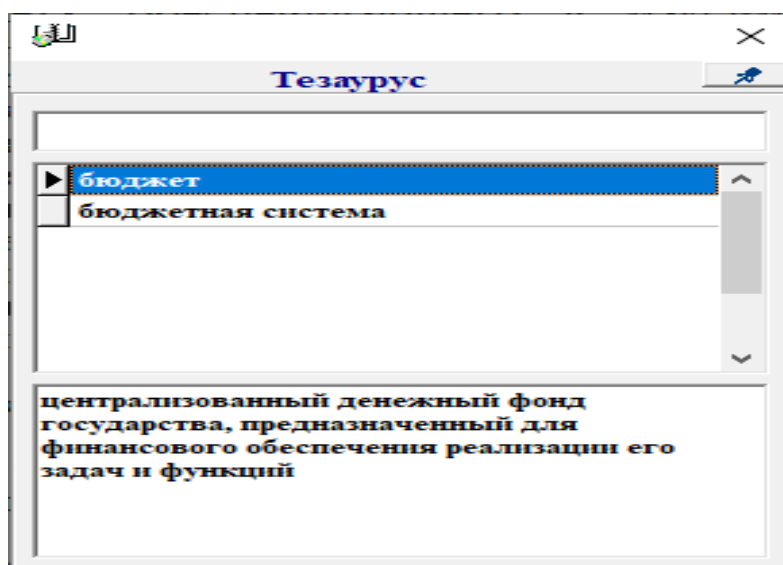 Тезаурус
бюджет
бюджетная система
централизованный денежный фонд
государства, предназначенный для
финансового обеспечения реализации его
задач и функций